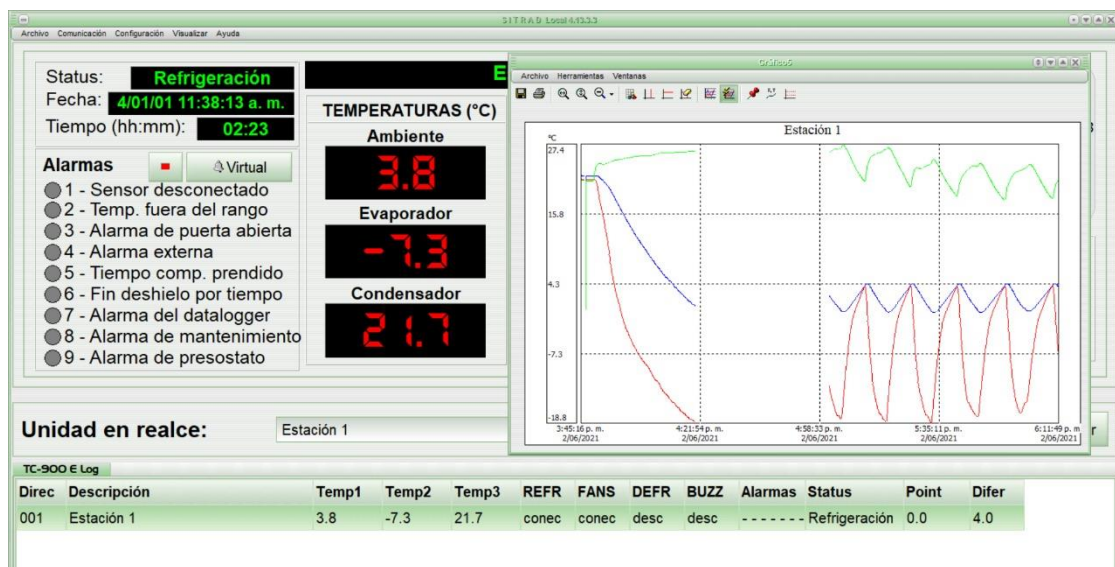 SITRAD Local 4.13.3.3
Archivo Comunicación Configuración Visualizar Ayuda
Status: Refrigeración
Fecha: 4/01/01 11:38:13 a. m.
Tiempo (hh:mm): 02:23
Alarmas
Virtual
1 - Sensor desconectado
2 - Temp. fuera del rango
3 - Alarma de puerta abierta
4 - Alarma externa
5 - Tiempo comp. prendido
6 - Fin deshielo por tiempo
7 - Alarma del datalogger
8 - Alarma de mantenimiento
9 - Alarma de presostato
E
TEMPERATURAS (°C)
Ambiente
3.8
Evaporador
-7.3
Condensador
21.7
Gráficos
Archivo Herramientas Ventanas
Estación 1
°C
27.4
15.8
4.3
-7.3
-18.8
3:45:16 p. m. 4:21:54 p. m. 4:58:33 p. m. 5:35:11 p. m. 6:11:49 p. m
2/06/2021 2/06/2021 2/06/2021 2/06/2021 2/06/2021
Unidad en realce: Estación 1
r
TC-900 E Log
Direc Descripción Temp1 Temp2 Temp3 REFR FANS DEFR BUZZ Alarmas Status Point Difer
001 Estación 1 3.8 -7.3 21.7 conec conec desc desc - - - - - - - Refrigeración 0.0 4.0